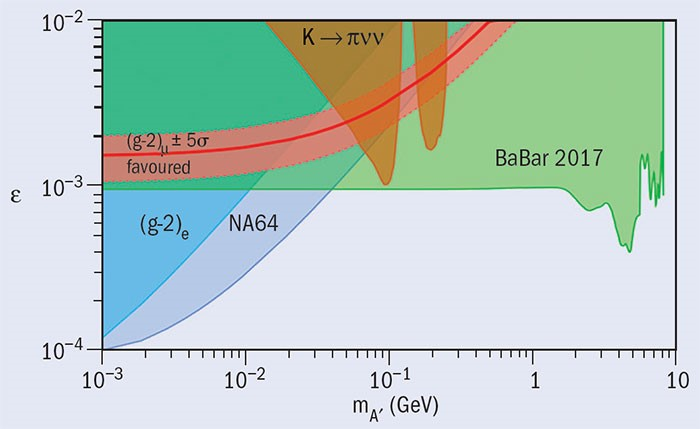 10⁻²
K → πνν
(g-2)μ ± 5σ
favoured
BaBar 2017
10⁻³
ε
(g-2)e
NA64
10⁻⁴
10⁻³ 10⁻² 10⁻¹ 1 10
mA′ (GeV)